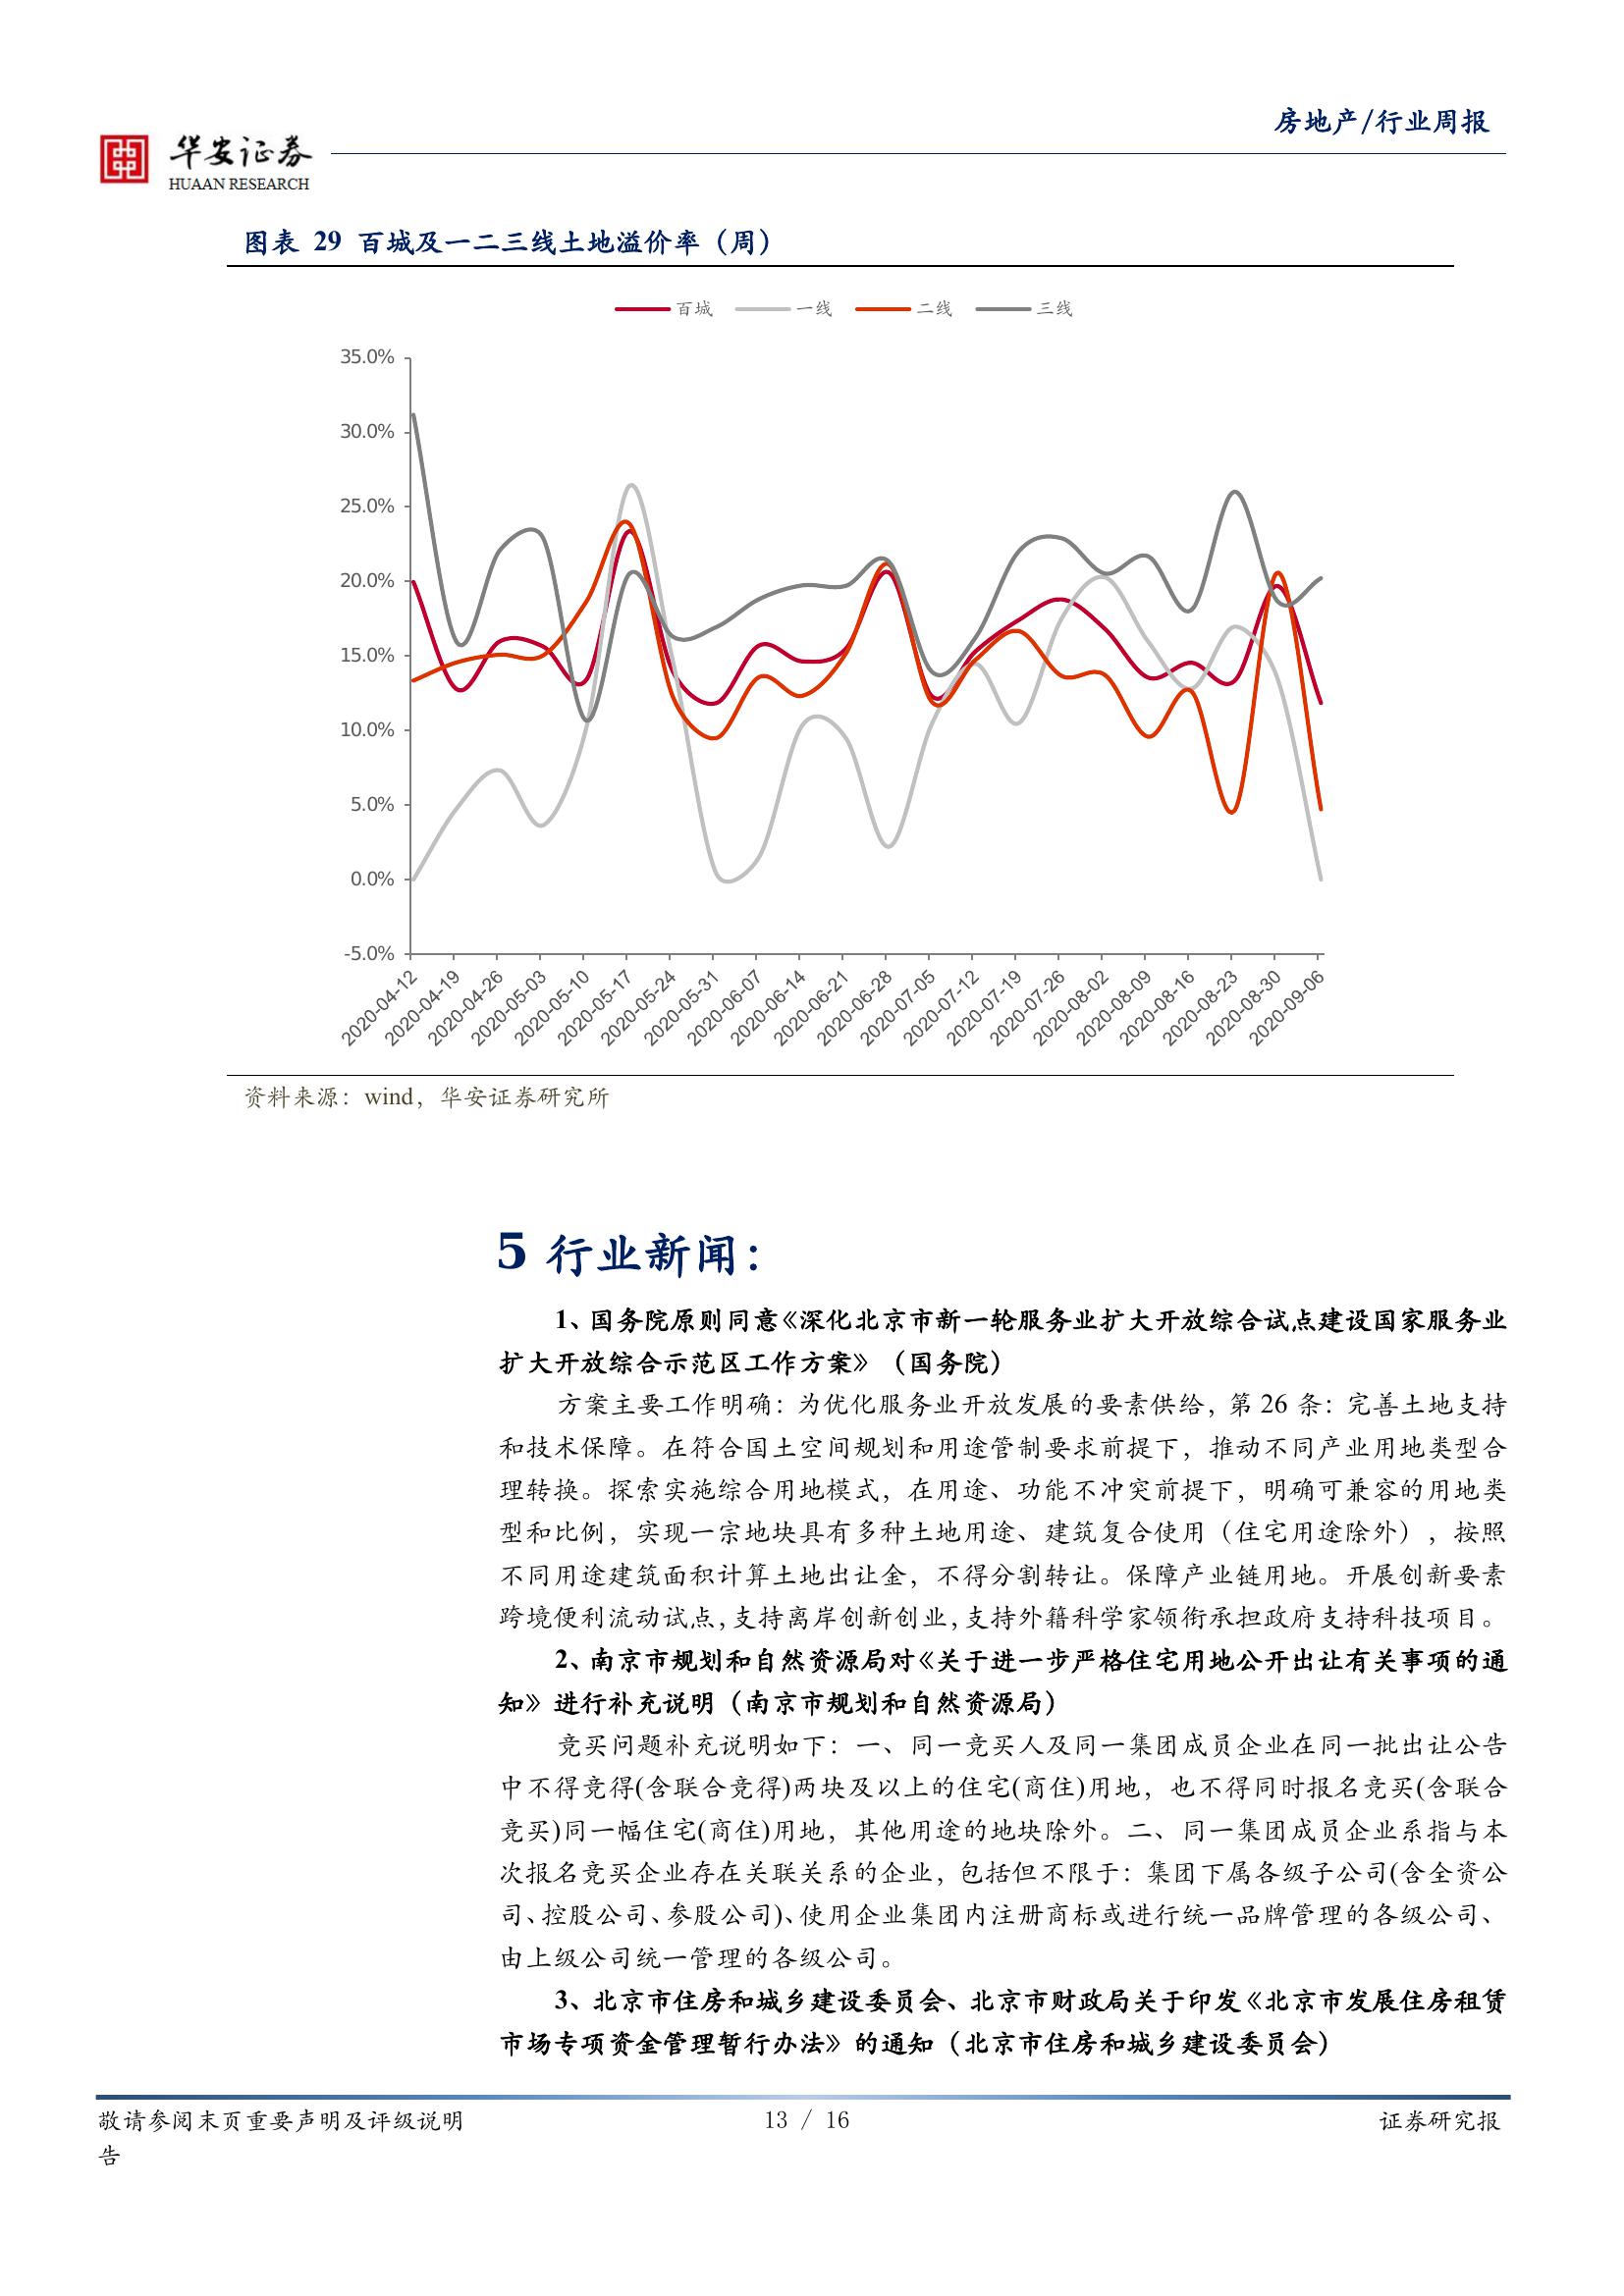 房地产/行业周报
华安证券
HUAAN RESEARCH
图表 29 百城及一二三线土地溢价率（周）
百城 一线 二线 三线
35.0%
30.0%
25.0%
20.0%
15.0%
10.0%
5.0%
0.0%
-5.0%
2020-04-12 2020-04-19 2020-04-26 2020-05-03 2020-05-10 2020-05-17 2020-05-24 2020-05-31 2020-06-07 2020-06-14 2020-06-21 2020-06-28 2020-07-05 2020-07-12 2020-07-19 2020-07-26 2020-08-02 2020-08-09 2020-08-16 2020-08-23 2020-08-30 2020-09-06
资料来源：wind，华安证券研究所
5 行业新闻：
1、国务院原则同意《深化北京市新一轮服务业扩大开放综合试点建设国家服务业
扩大开放综合示范区工作方案》（国务院）
方案主要工作明确：为优化服务业开放发展的要素供给，第 26 条：完善土地支持
和技术保障。在符合国土空间规划和用途管制要求前提下，推动不同产业用地类型合
理转换。探索实施综合用地模式，在用途、功能不冲突前提下，明确可兼容的用地类
型和比例，实现一宗地块具有多种土地用途、建筑复合使用（住宅用途除外），按照
不同用途建筑面积计算土地出让金，不得分割转让。保障产业链用地。开展创新要素
跨境便利流动试点，支持离岸创新创业，支持外籍科学家领衔承担政府支持科技项目。
2、南京市规划和自然资源局对《关于进一步严格住宅用地公开出让有关事项的通
知》进行补充说明（南京市规划和自然资源局）
竞买问题补充说明如下：一、同一竞买人及同一集团成员企业在同一批出让公告
中不得竞得(含联合竞得)两块及以上的住宅(商住)用地，也不得同时报名竞买(含联合
竞买)同一幅住宅(商住)用地，其他用途的地块除外。二、同一集团成员企业系指与本
次报名竞买企业存在关联关系的企业，包括但不限于：集团下属各级子公司(含全资公
司、控股公司、参股公司)、使用企业集团内注册商标或进行统一品牌管理的各级公司、
由上级公司统一管理的各级公司。
3、北京市住房和城乡建设委员会、北京市财政局关于印发《北京市发展住房租赁
市场专项资金管理暂行办法》的通知（北京市住房和城乡建设委员会）
敬请参阅末页重要声明及评级说明 13 / 16 证券研究报
告